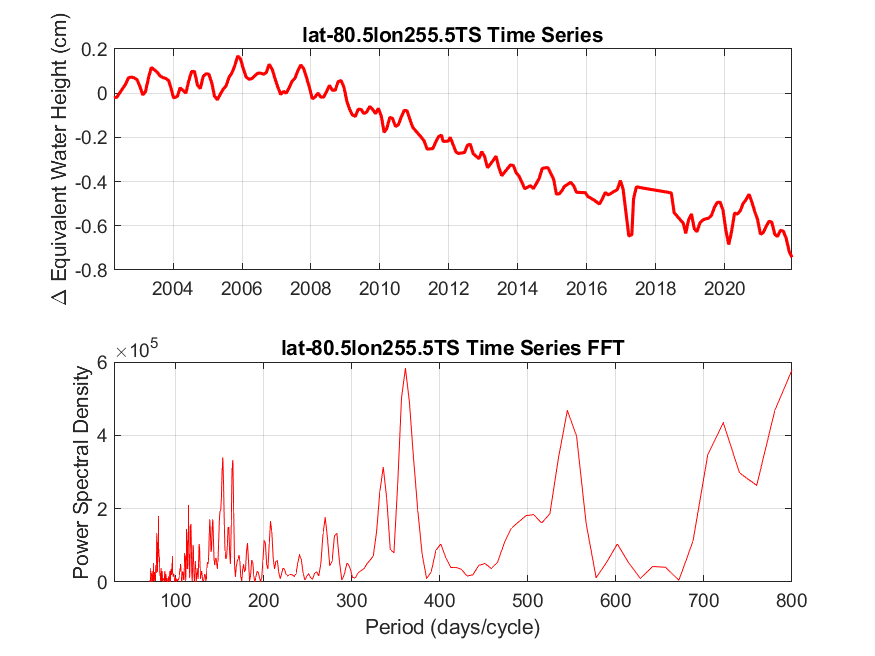 lat-80.5lon255.5TS Time Series
Δ Equivalent Water Height (cm)
0.2
0
-0.2
-0.4
-0.6
-0.8
2004 2006 2008 2010 2012 2014 2016 2018 2020
lat-80.5lon255.5TS Time Series FFT
×10⁵
Power Spectral Density
6
4
2
0
100 200 300 400 500 600 700 800
Period (days/cycle)